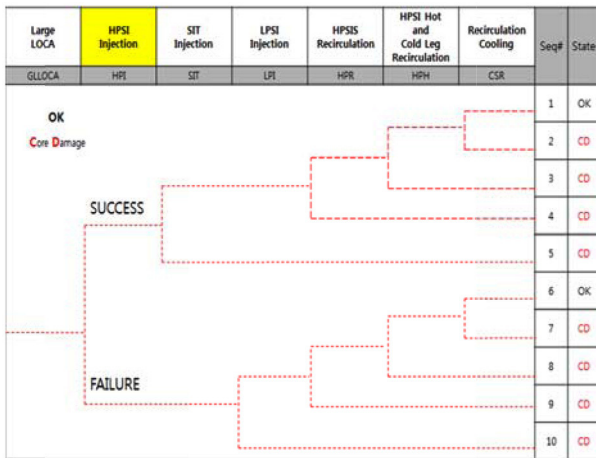 Large LOCA
HPSI Injection
SIT Injection
LPSI Injection
HPSIS Recirculation
HPSI Hot and Cold Leg Recirculation
Recirculation Cooling
Seq#
State
GLLOCA
HPI
SIT
LPI
HPR
HPH
CSR
OK
Core Damage
SUCCESS
FAILURE
1 OK
2 CD
3 CD
4 CD
5 CD
6 OK
7 CD
8 CD
9 CD
10 CD